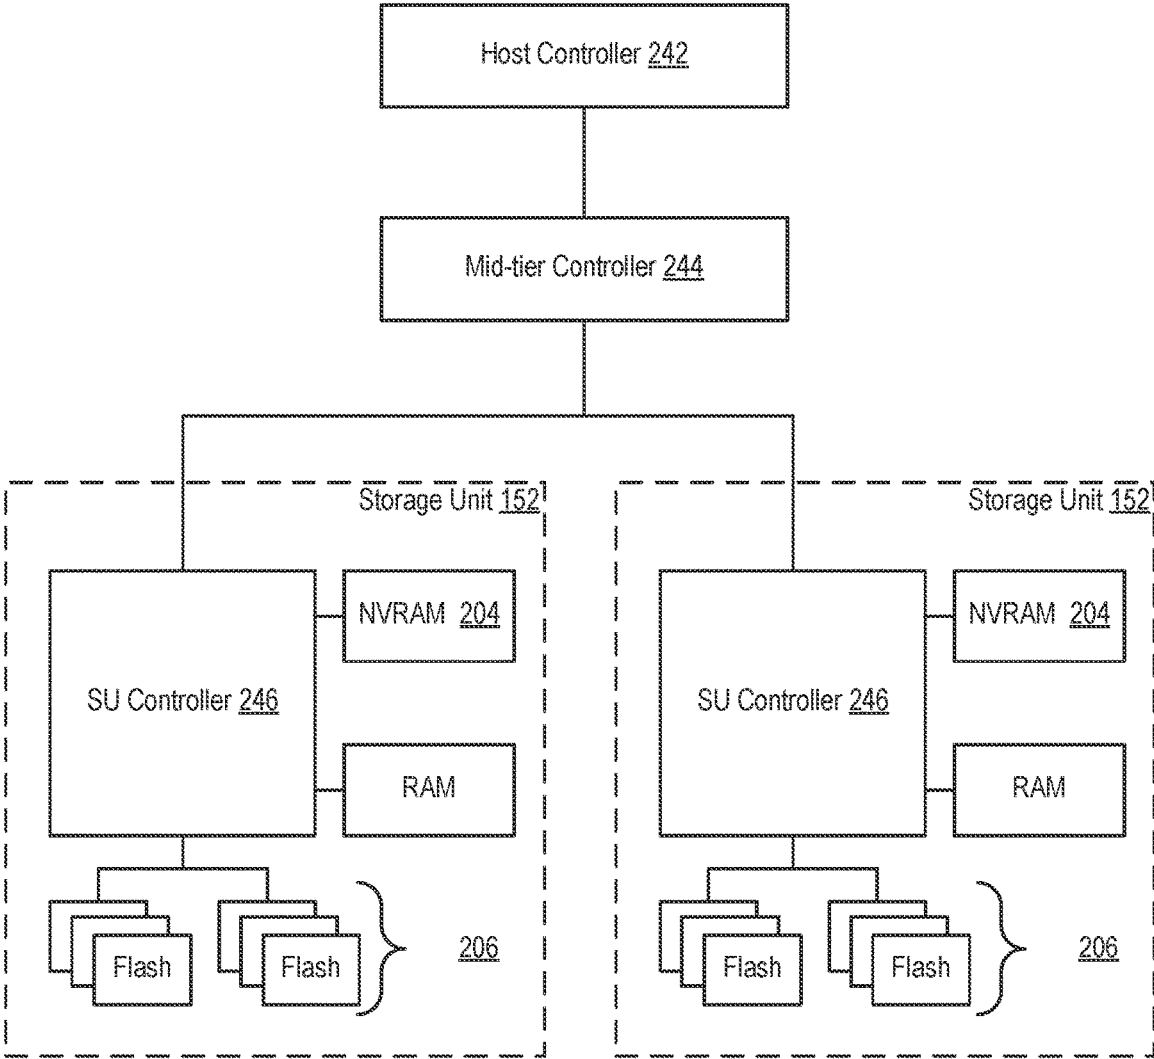 Host Controller 242
Mid-tier Controller 244
Storage Unit 152
Storage Unit 152
NVRAM 204
NVRAM 204
SU Controller 246
SU Controller 246
RAM
RAM
206
206
Flash
Flash
Flash
Flash